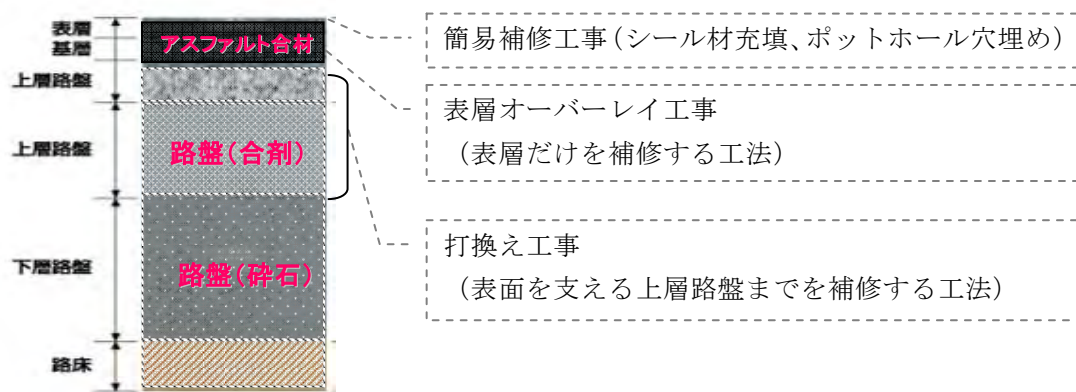 表層
基層
上層路盤
上層路盤
下層路盤
路床
アスファルト合材
路盤(合剤)
路盤(砕石)
簡易補修工事(シール材充填、ポットホール穴埋め)
表層オーバーレイ工事
(表層だけを補修する工法)
打換え工事
(表面を支える上層路盤までを補修する工法)